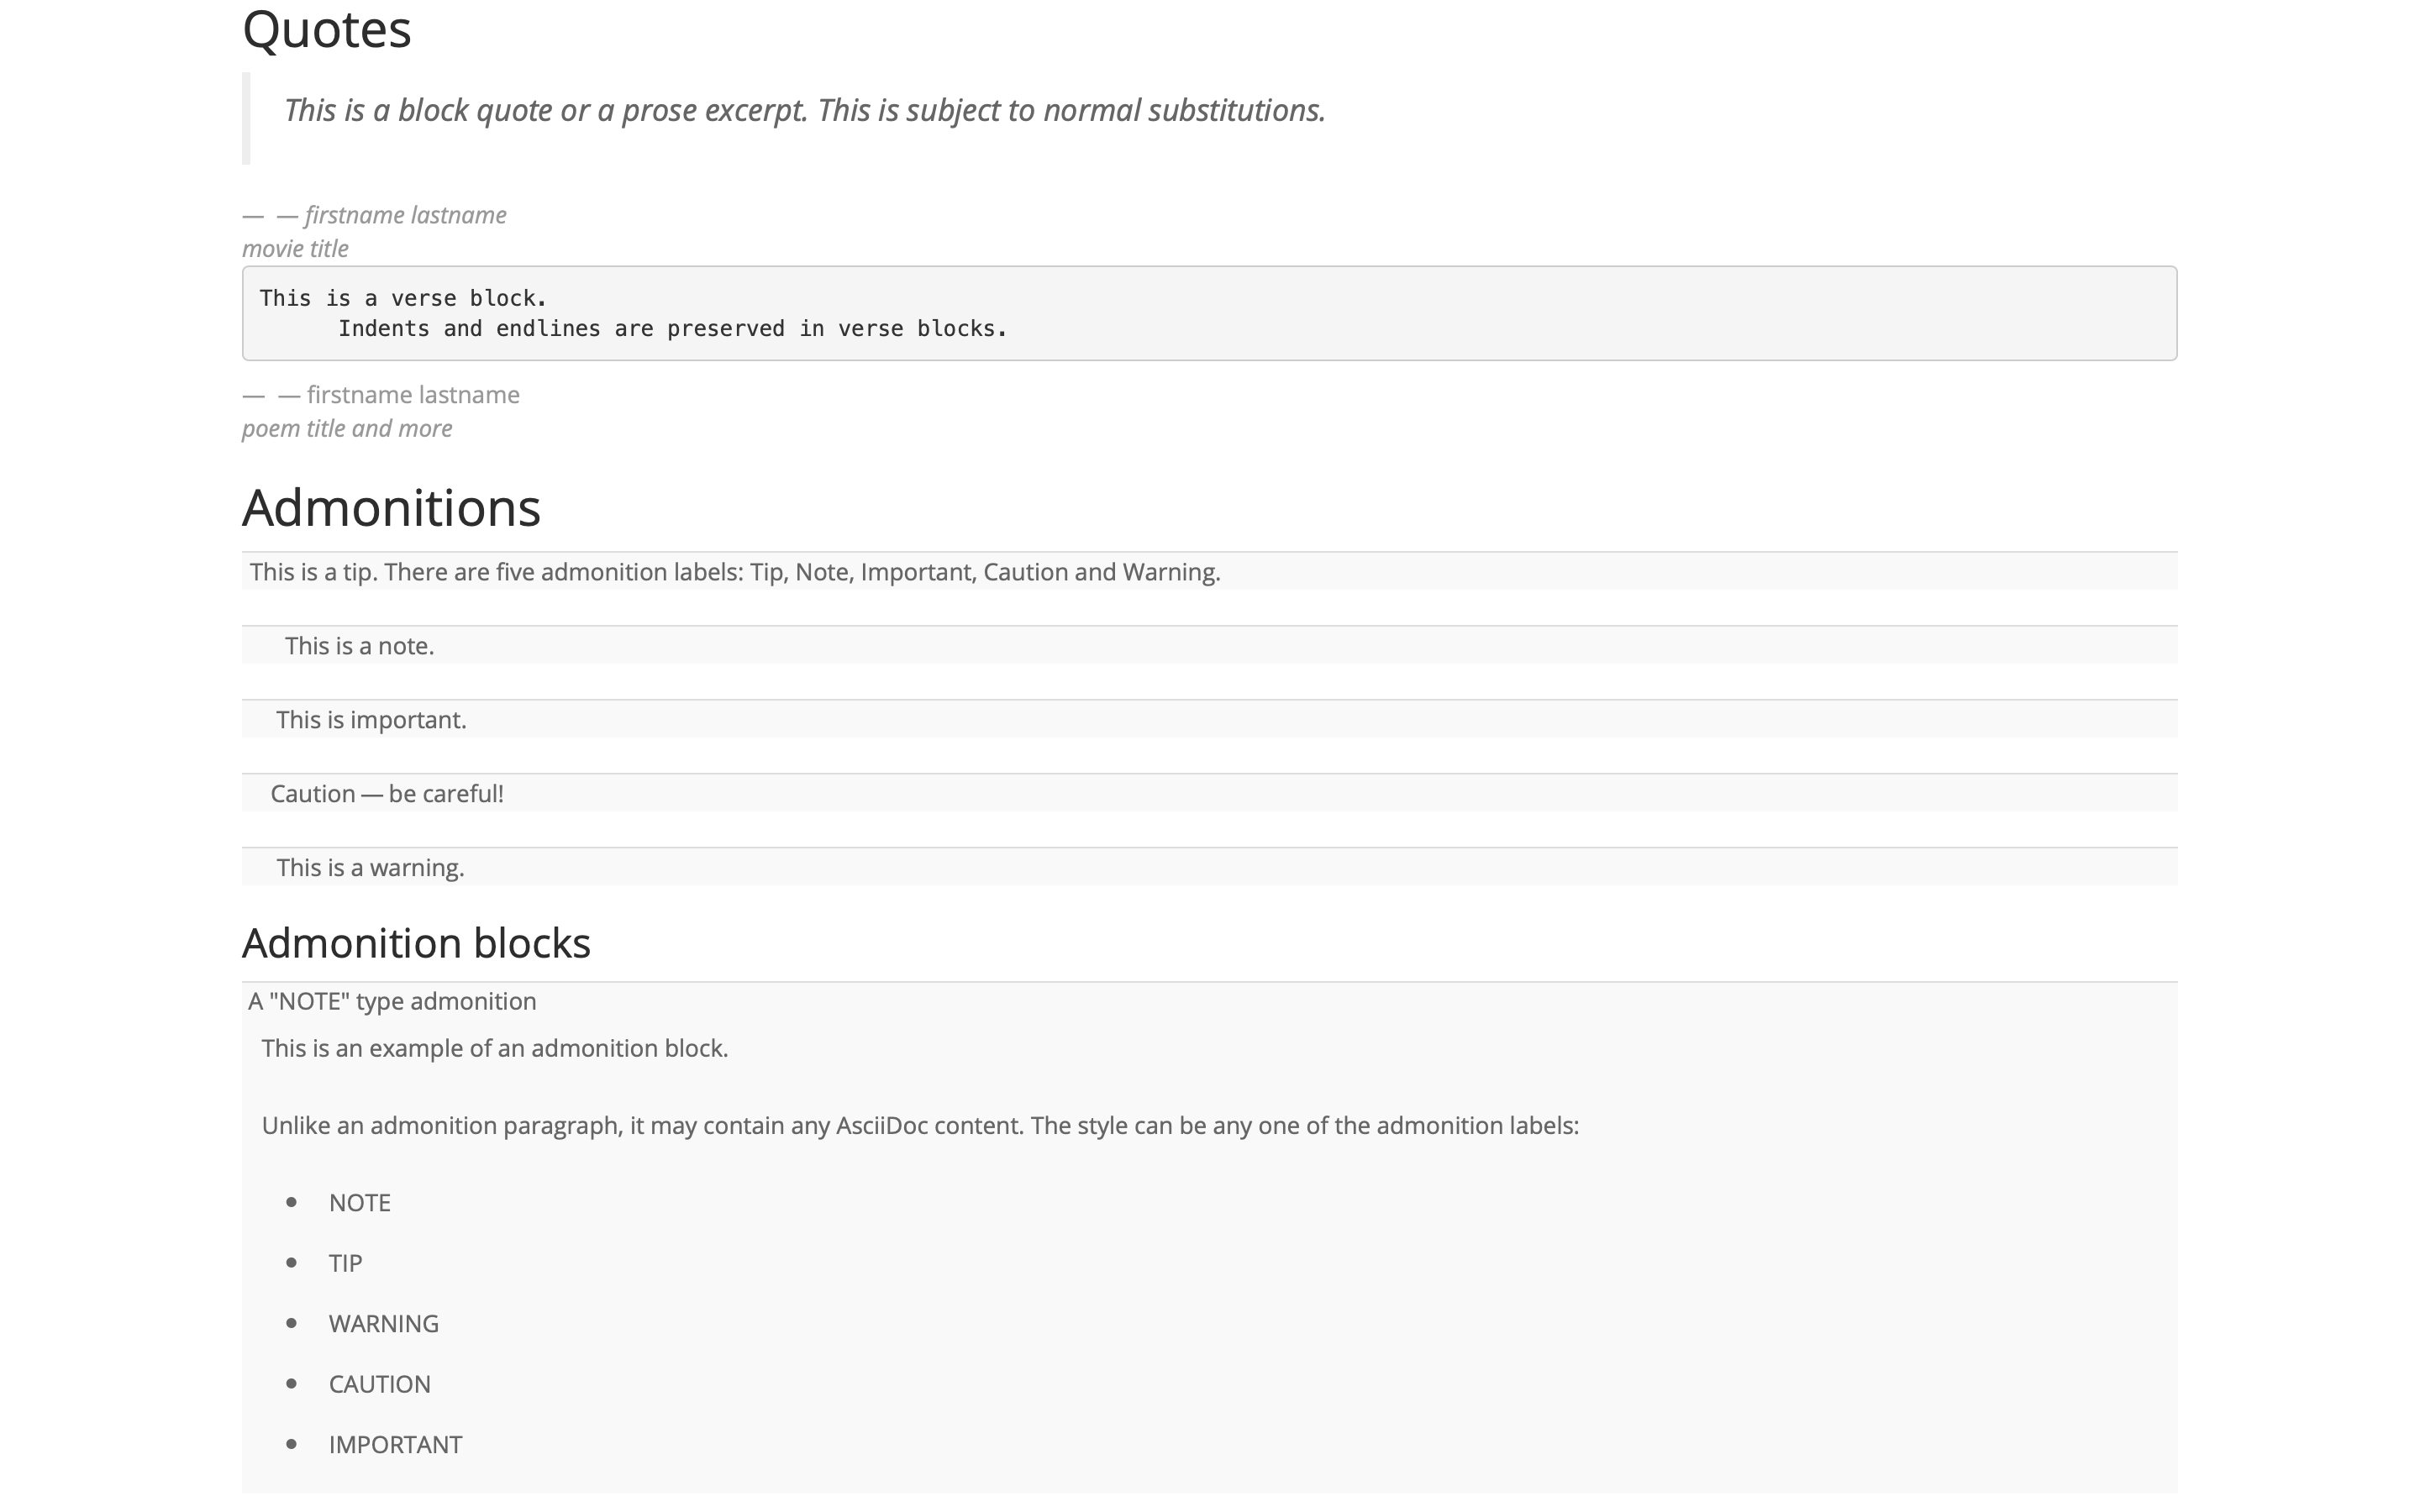 Quotes
This is a block quote or a prose excerpt. This is subject to normal substitutions.
— — firstname lastname
movie title
This is a verse block.
      Indents and endlines are preserved in verse blocks.
— — firstname lastname
poem title and more
Admonitions
This is a tip. There are five admonition labels: Tip, Note, Important, Caution and Warning.
This is a note.
This is important.
Caution — be careful!
This is a warning.
Admonition blocks
A "NOTE" type admonition
This is an example of an admonition block.
Unlike an admonition paragraph, it may contain any AsciiDoc content. The style can be any one of the admonition labels:
• NOTE
• TIP
• WARNING
• CAUTION
• IMPORTANT